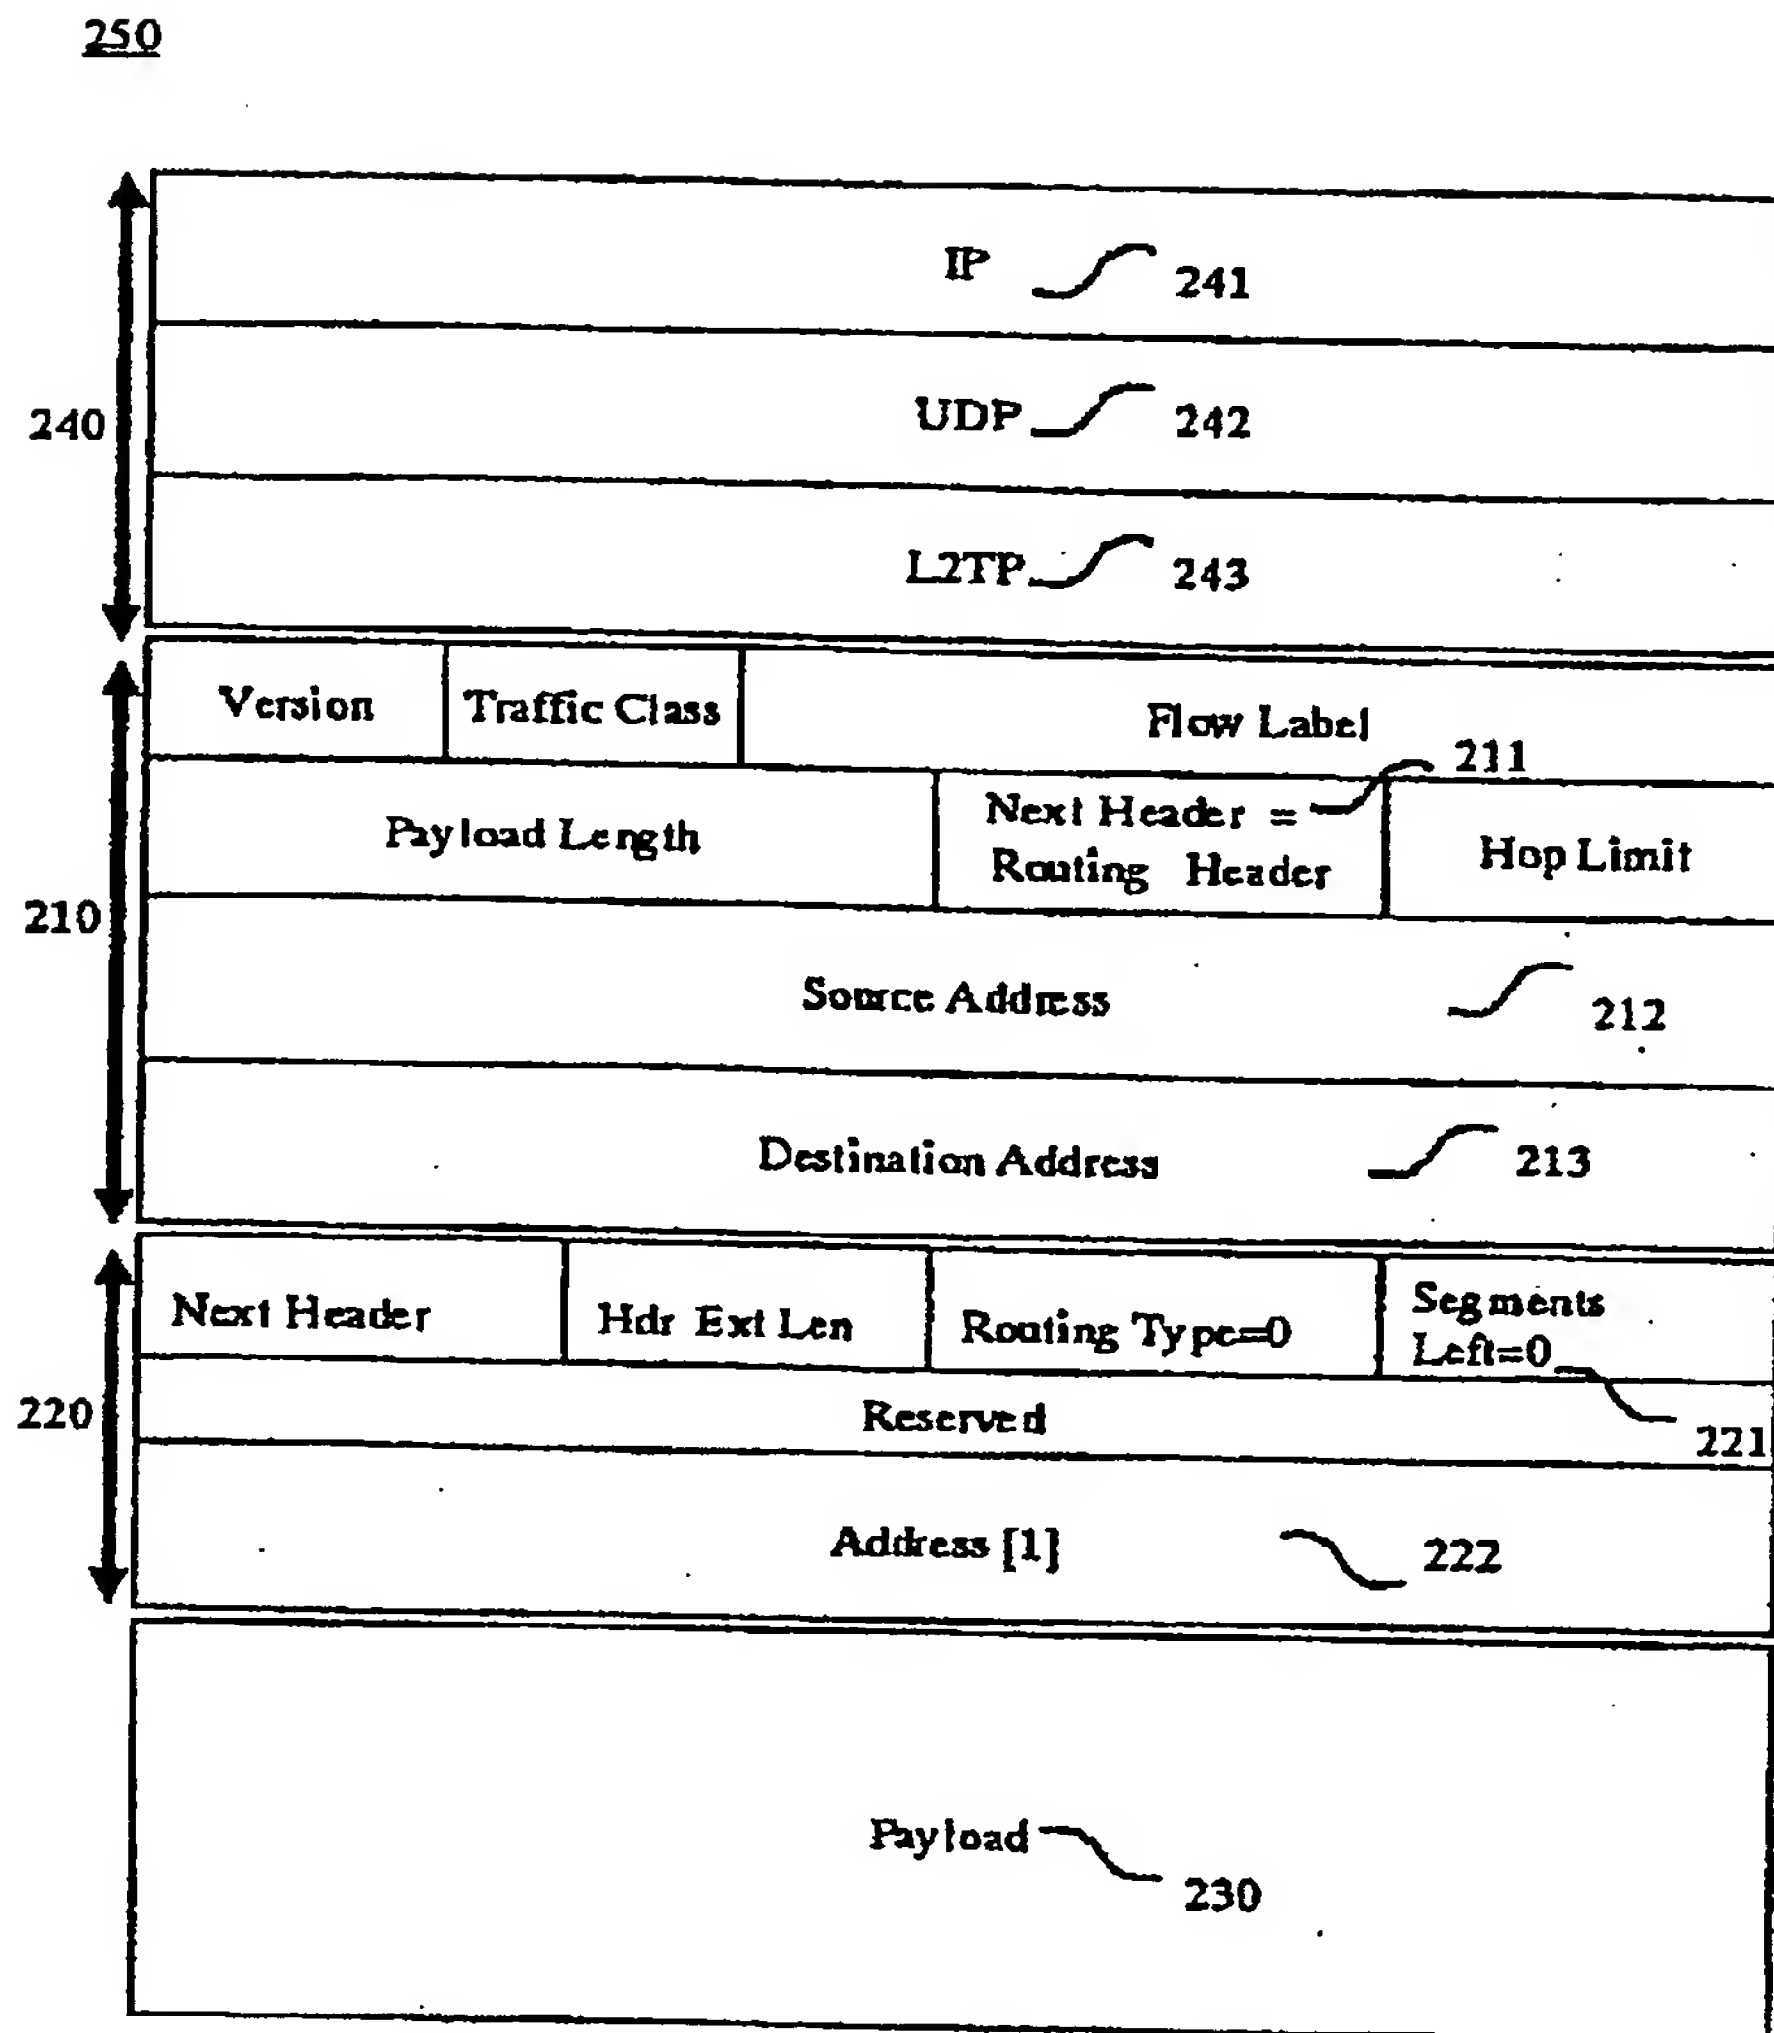 250
IP 241
240
UDP 242
L2TP 243
210
Version Traffic Class Flow Label
211
Payload Length Next Header = Routing Header Hop Limit
Source Address 212
Destination Address 213
220
Next Header Hdr Ext Len Routing Type=0 Segments Left=0
221
Reserved
Address [1] 222
Payload 230